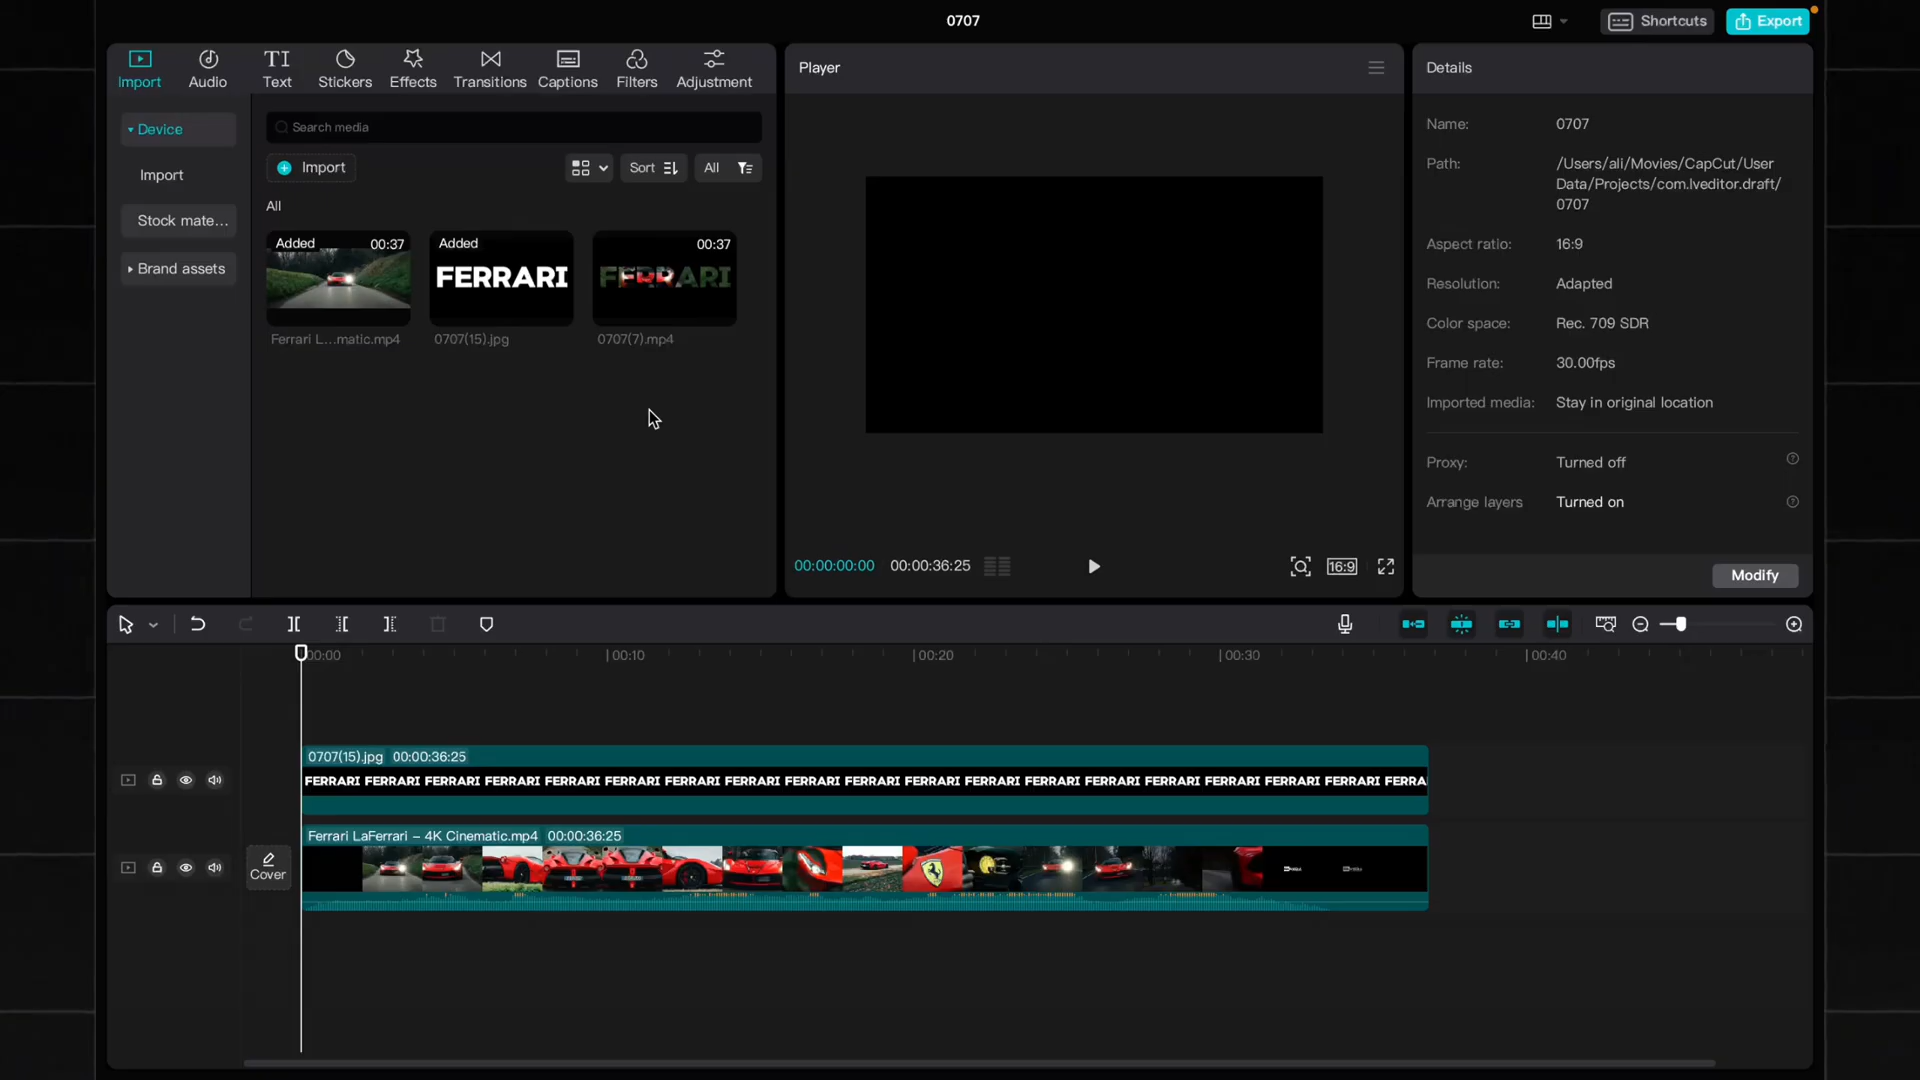 0707
Shortcuts
Export
Import
Audio
Text
Stickers
Effects
Transitions
Captions
Filters
Adjustment
Device
Import
Stock mate...
Brand assets
Search media
Import
Sort
All
All
Added 00:37
FERRARI
Ferrari L...matic.mp4
Added
FERRARI
0707(15).jpg
00:37
FERRARI
0707(7).mp4
Player
00:00:00:00 00:00:36:25
16:9
Details
Name: 0707
Path: /Users/ali/Movies/CapCut/User
Data/Projects/com.lveditor.draft/
0707
Aspect ratio: 16:9
Resolution: Adapted
Color space: Rec. 709 SDR
Frame rate: 30.00fps
Imported media: Stay in original location
Proxy: Turned off
Arrange layers Turned on
Modify
00:00 00:10 00:20 00:30 00:40
0707(15).jpg 00:00:36:25
FERRARI FERRARI FERRARI FERRARI FERRARI FERRARI FERRARI FERRARI FERRARI FERRARI FERRARI FERRARI FERRARI FERRARI FERRARI FERRARI FERRARI FERRARI FERRA
Cover
Ferrari LaFerrari – 4K Cinematic.mp4 00:00:36:25